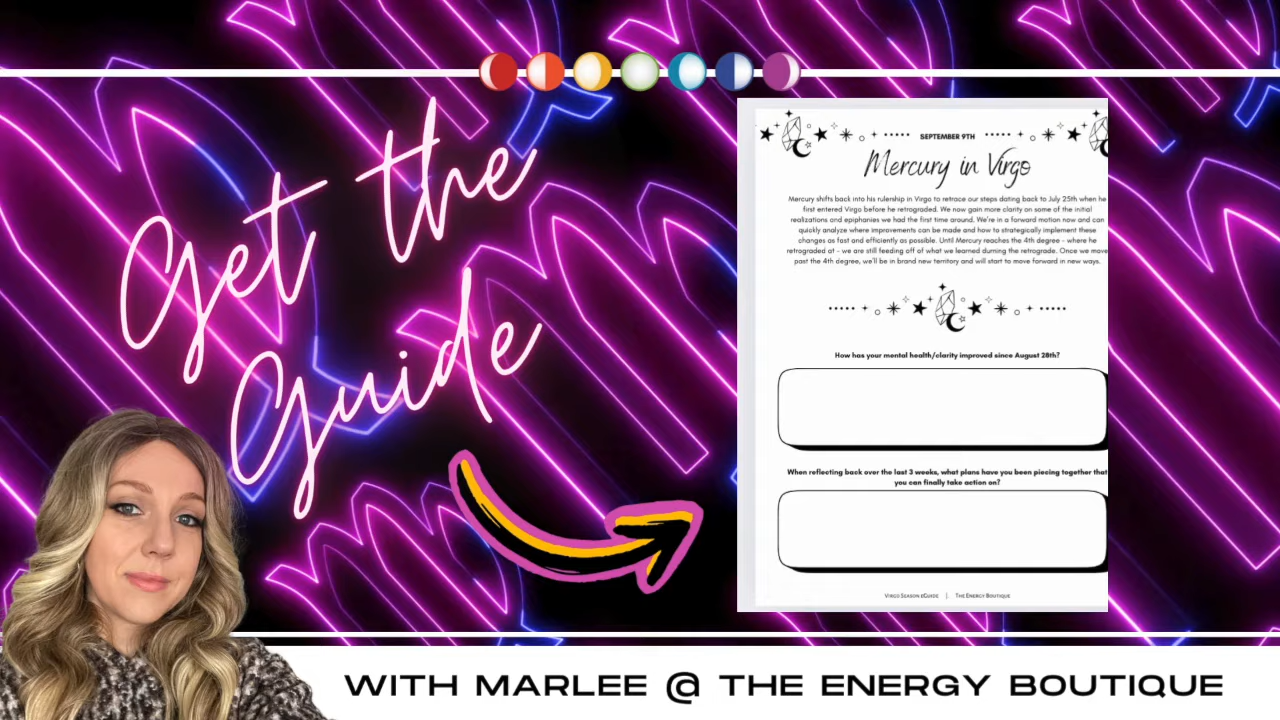 Get the
Guide
SEPTEMBER 9TH
Mercury in Virgo
Mercury shifts back into his rulership in Virgo to retrace our steps dating back to July 25th when he
first entered Virgo before he retrograded. We now gain more clarity on some of the initial
realizations and epiphanies we had the first time around. We're in a forward motion now and can
quickly analyze where improvements can be made and how to strategically implement these
changes as fast and efficiently as possible. Until Mercury reaches the 4th degree - where he
retrograded at - we are still feeding off of what we learned durning the retrograde. Once we move
past the 4th degree, we'll be in brand new territory and will start to move forward in new ways.
How has your mental health/clarity improved since August 28th?
When reflecting back over the last 3 weeks, what plans have you been piecing together that
you can finally take action on?
Virgo Season eGuide | The Energy Boutique
WITH MARLEE @ THE ENERGY BOUTIQUE